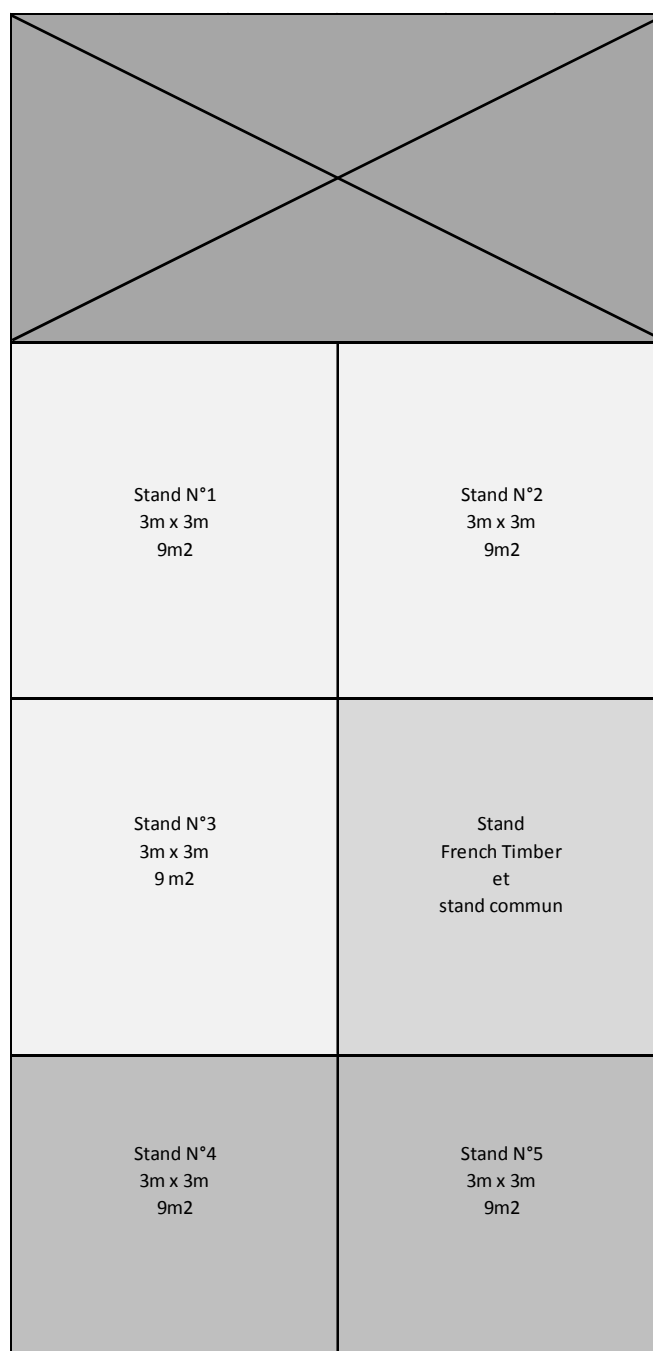 Stand N°1
3m x 3m
9m2
Stand N°2
3m x 3m
9m2
Stand N°3
3m x 3m
9 m2
Stand
French Timber
et
stand commun
Stand N°4
3m x 3m
9m2
Stand N°5
3m x 3m
9m2